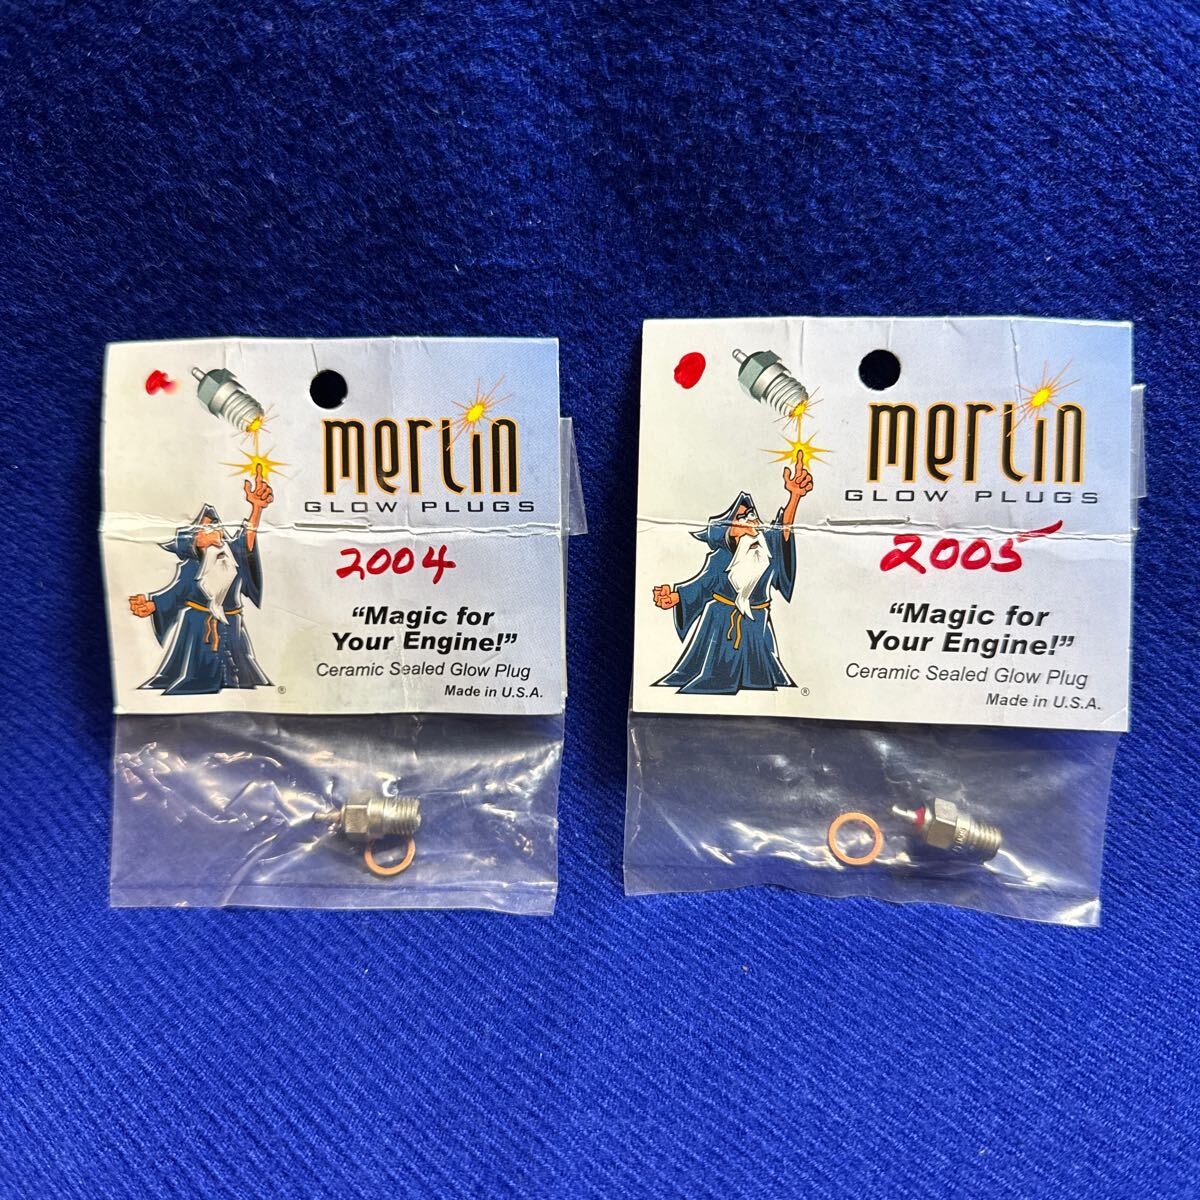 merlin
GLOW PLUGS
2004
“Magic for
Your Engine!”
Ceramic Sealed Glow Plug
Made in U.S.A.
®
merlin
GLOW PLUGS
2005
“Magic for
Your Engine!”
Ceramic Sealed Glow Plug
Made in U.S.A.
®